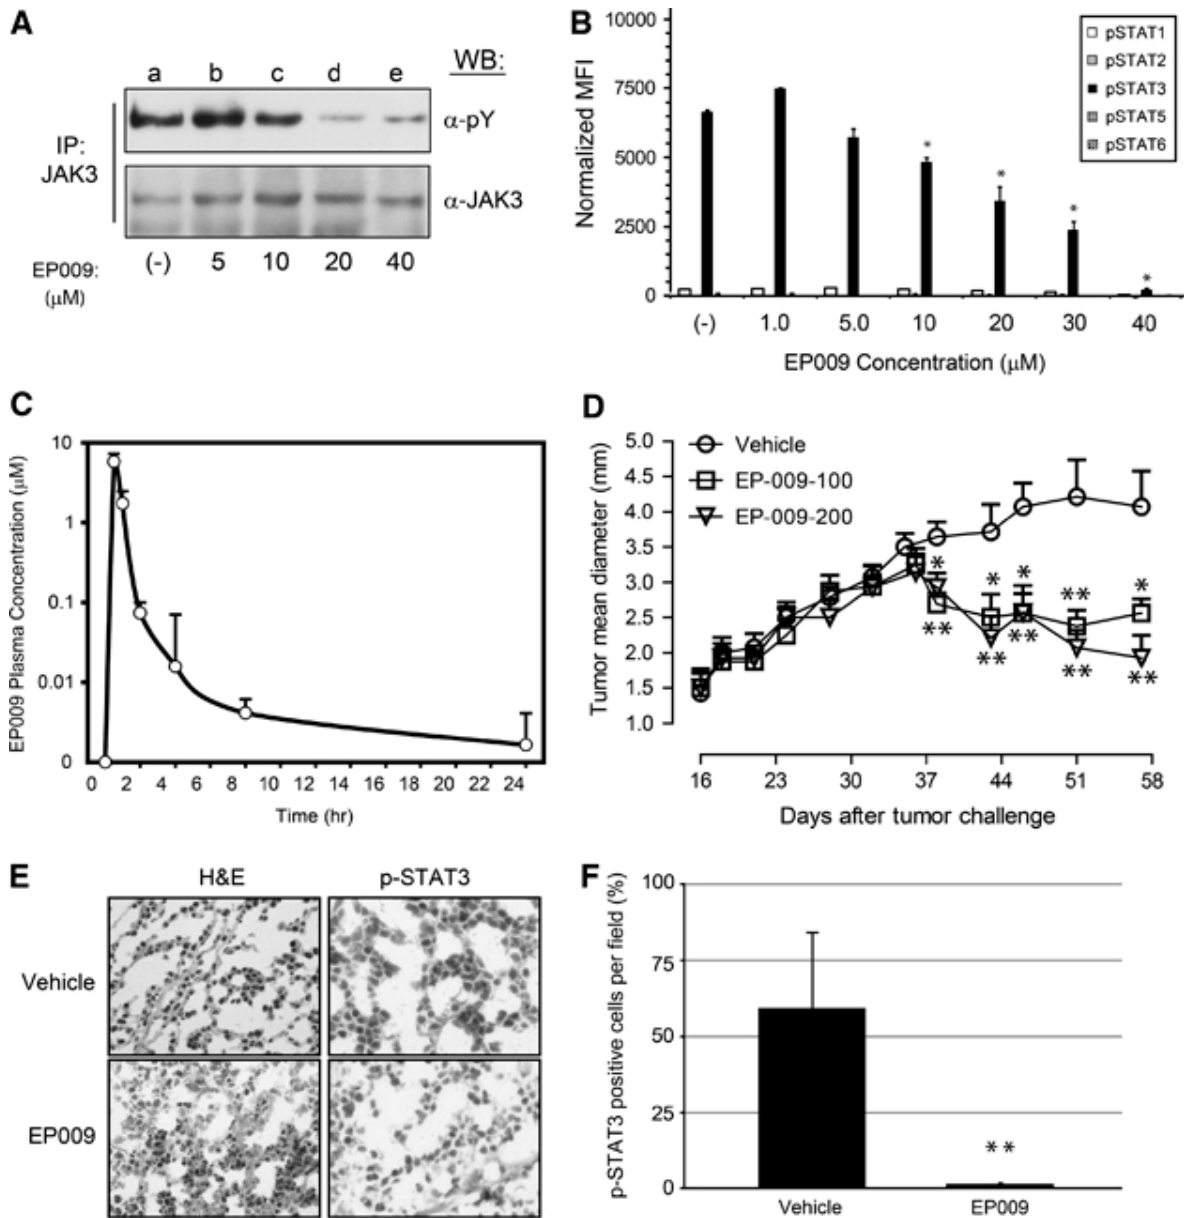 A
WB:
a b c d e
α-pY
IP:
JAK3
α-JAK3
EP009: (-) 5 10 20 40
(μM)
B
Normalized MFI
10000
7500
5000
2500
0
pSTAT1
pSTAT2
pSTAT3
pSTAT5
pSTAT6
* * * *
(-) 1.0 5.0 10 20 30 40
EP009 Concentration (μM)
C
EP009 Plasma Concentration (μM)
10
1
0.1
0.01
0
0 2 4 6 8 10 12 14 16 18 20 22 24
Time (hr)
D
Tumor mean diameter (mm)
5.0
4.5
4.0
3.5
3.0
2.5
2.0
1.5
1.0
Vehicle
EP-009-100
EP-009-200
* * * ** *
** ** ** ** **
16 23 30 37 44 51 58
Days after tumor challenge
E
H&E p-STAT3
Vehicle
EP009
F
p-STAT3 positive cells per field (%)
100
75
50
25
0
**
Vehicle EP009